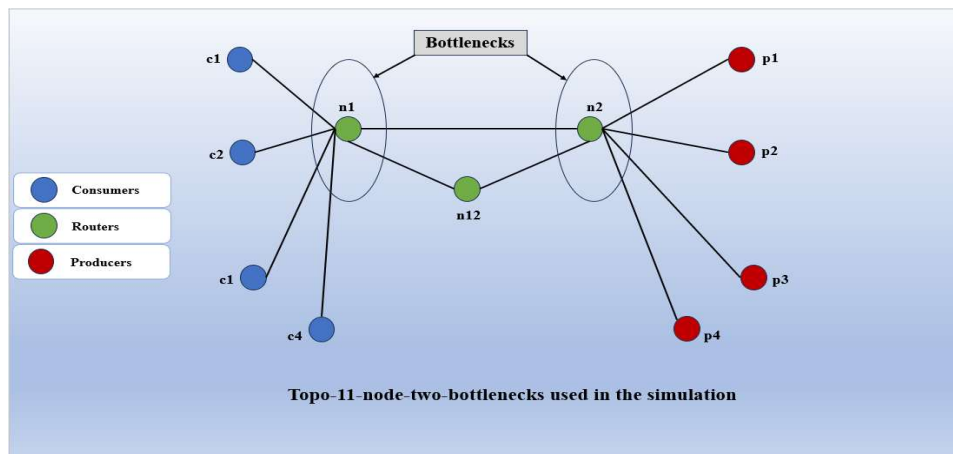 Bottlenecks
c1
p1
n1
n2
c2
p2
n12
Consumers
Routers
Producers
c1
p3
c4
p4
Topo-11-node-two-bottlenecks used in the simulation